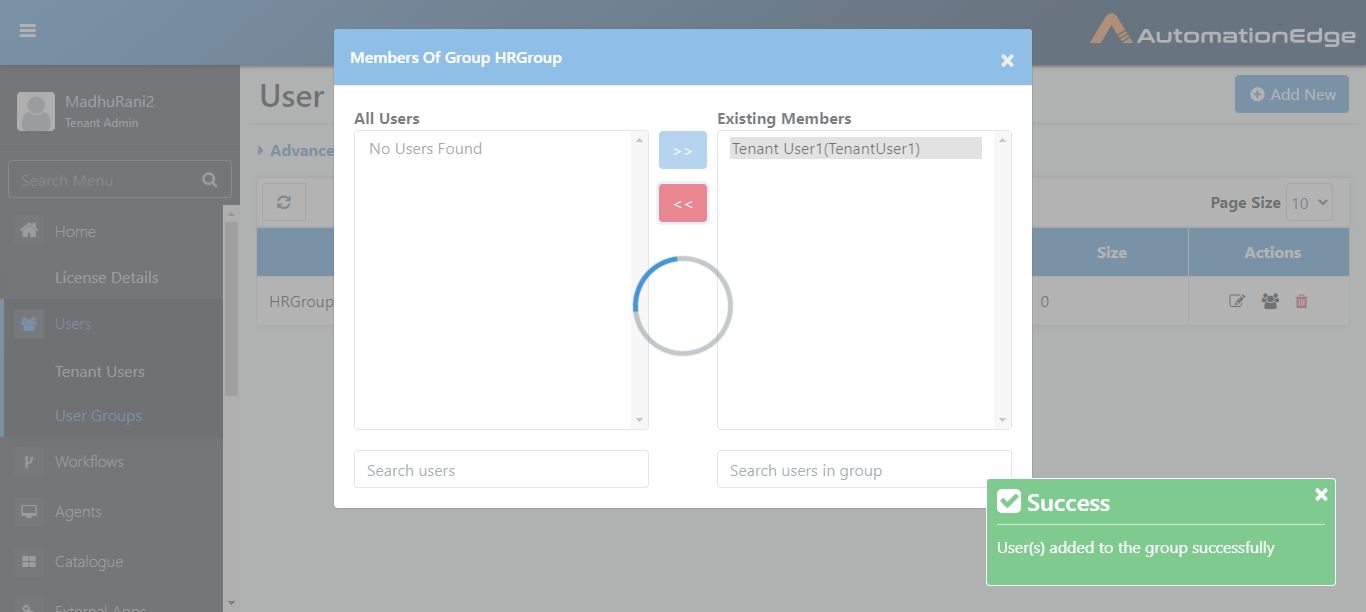 AutomationEdge
MadhuRani2
Tenant Admin
Search Menu
Home
License Details
Users
Tenant Users
User Groups
Workflows
Agents
Catalogue
External Apps
User
Add New
Advance
Page Size 10
Size
Actions
HRGroup
0
Members Of Group HRGroup
×
All Users
No Users Found
>>
<<
Existing Members
Tenant User1(TenantUser1)
Search users
Search users in group
Success
×
User(s) added to the group successfully